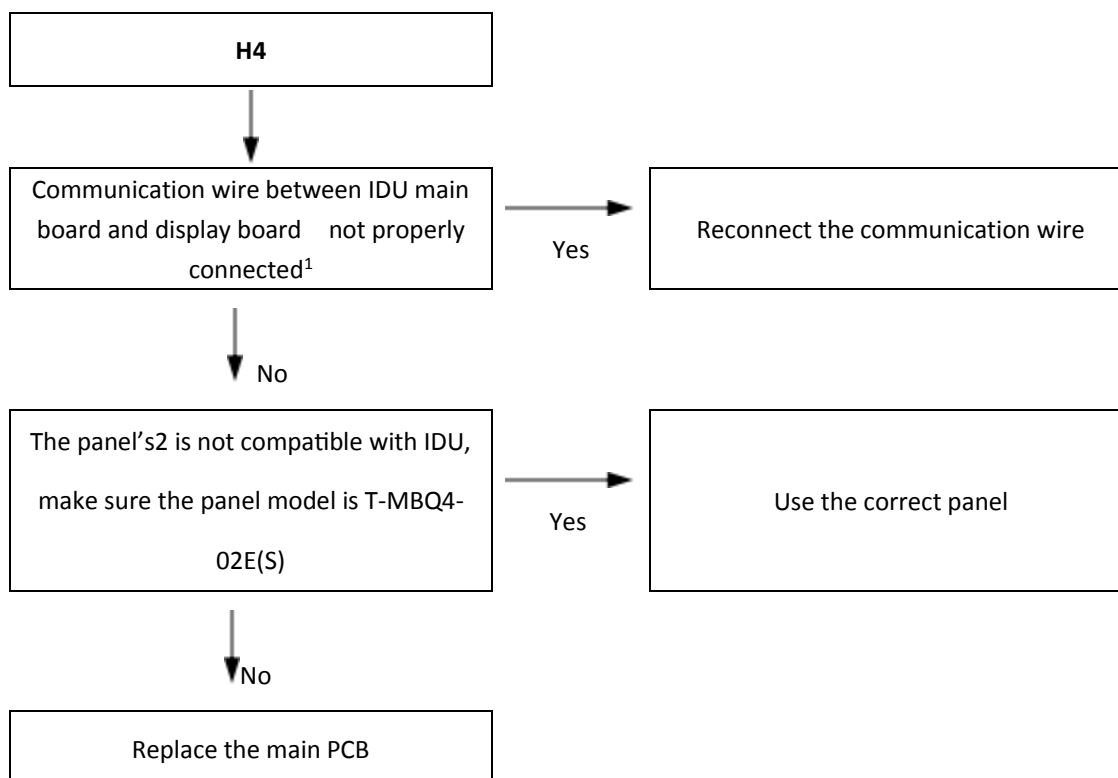 H4
Communication wire between IDU main
board and display board not properly
connected1
Yes
Reconnect the communication wire
No
The panel's2 is not compatible with IDU,
make sure the panel model is T-MBQ4-
02E(S)
Yes
Use the correct panel
No
Replace the main PCB